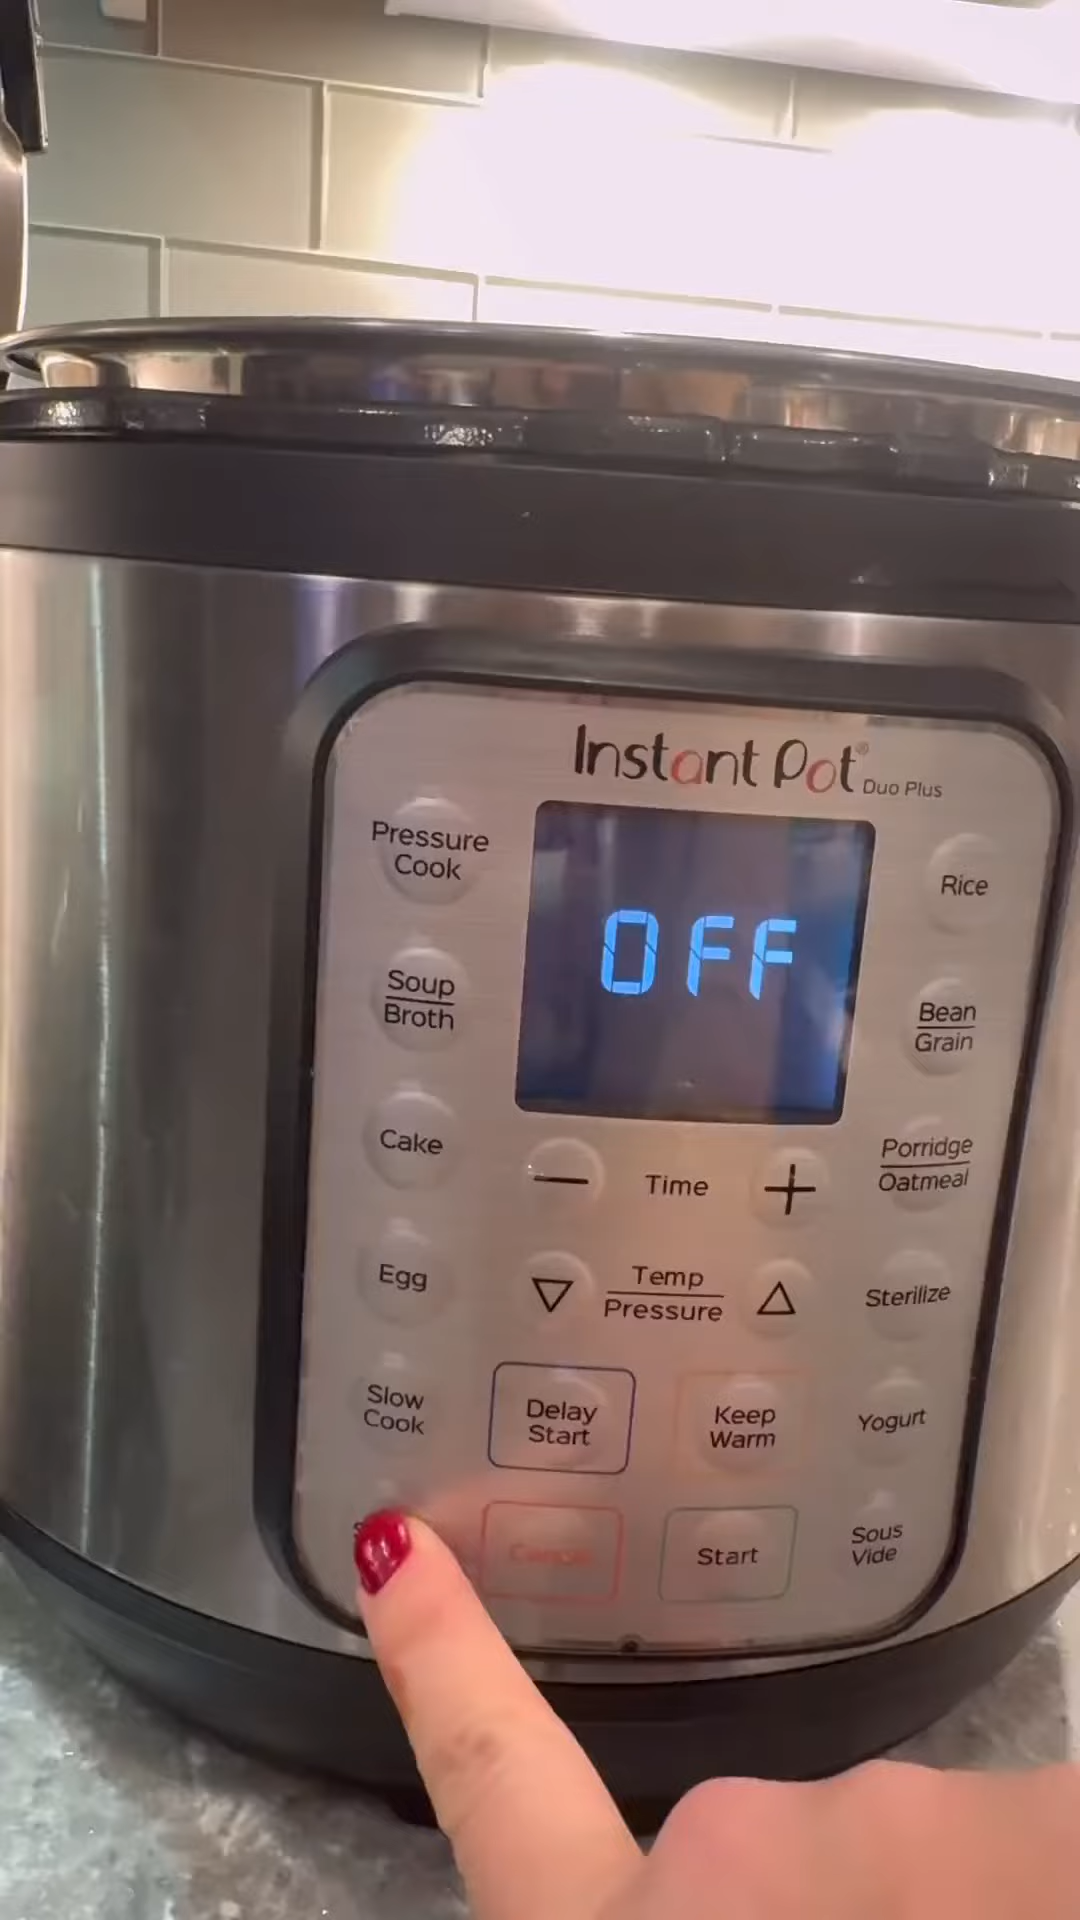 Instant Pot® Duo Plus
OFF
Pressure
Cook
Rice
Soup
Broth
Bean
Grain
Cake
Time
Porridge
Oatmeal
Egg
Temp
Pressure
Sterilize
Slow
Cook
Delay
Start
Keep
Warm
Yogurt
Cancel
Start
Sous
Vide